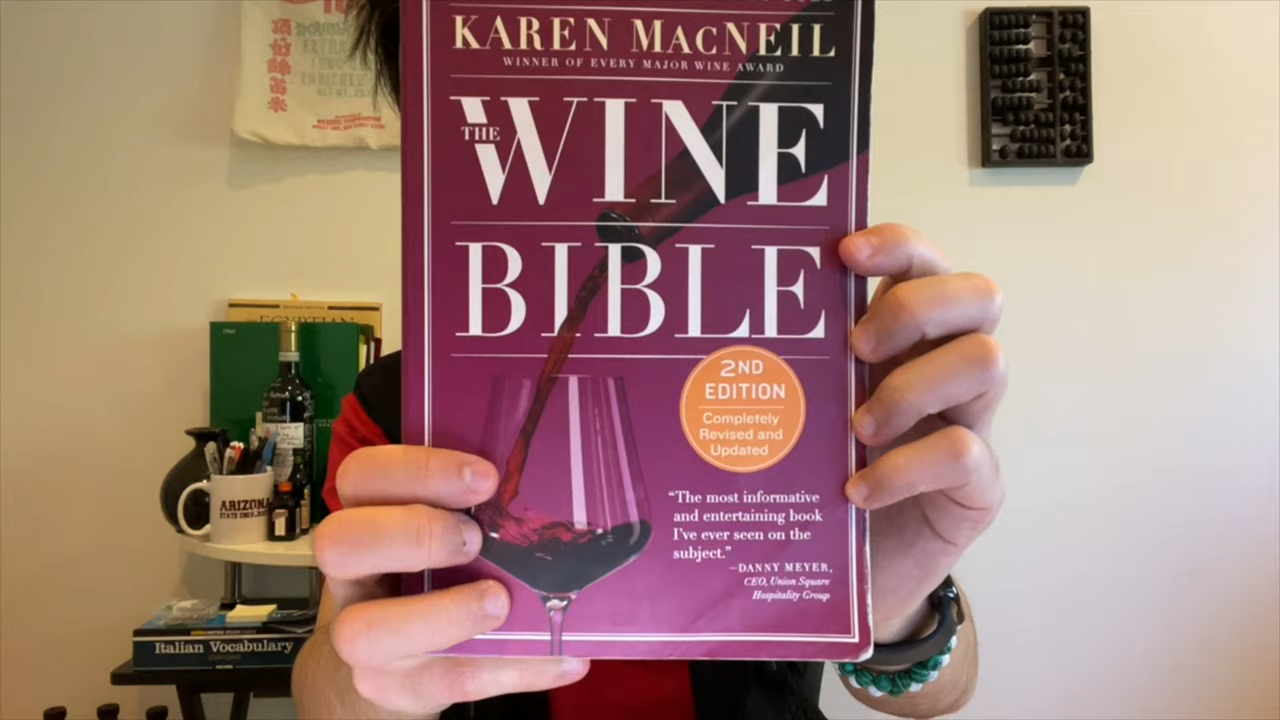 KAREN MACNEIL
WINNER OF EVERY MAJOR WINE AWARD
THE
WINE
BIBLE
2ND
EDITION
Completely
Revised and
Updated
“The most informative
and entertaining book
I’ve ever seen on the
subject.”
—DANNY MEYER,
CEO, Union Square
Hospitality Group
EGYPTIAN
ARIZONA
Italian Vocabulary